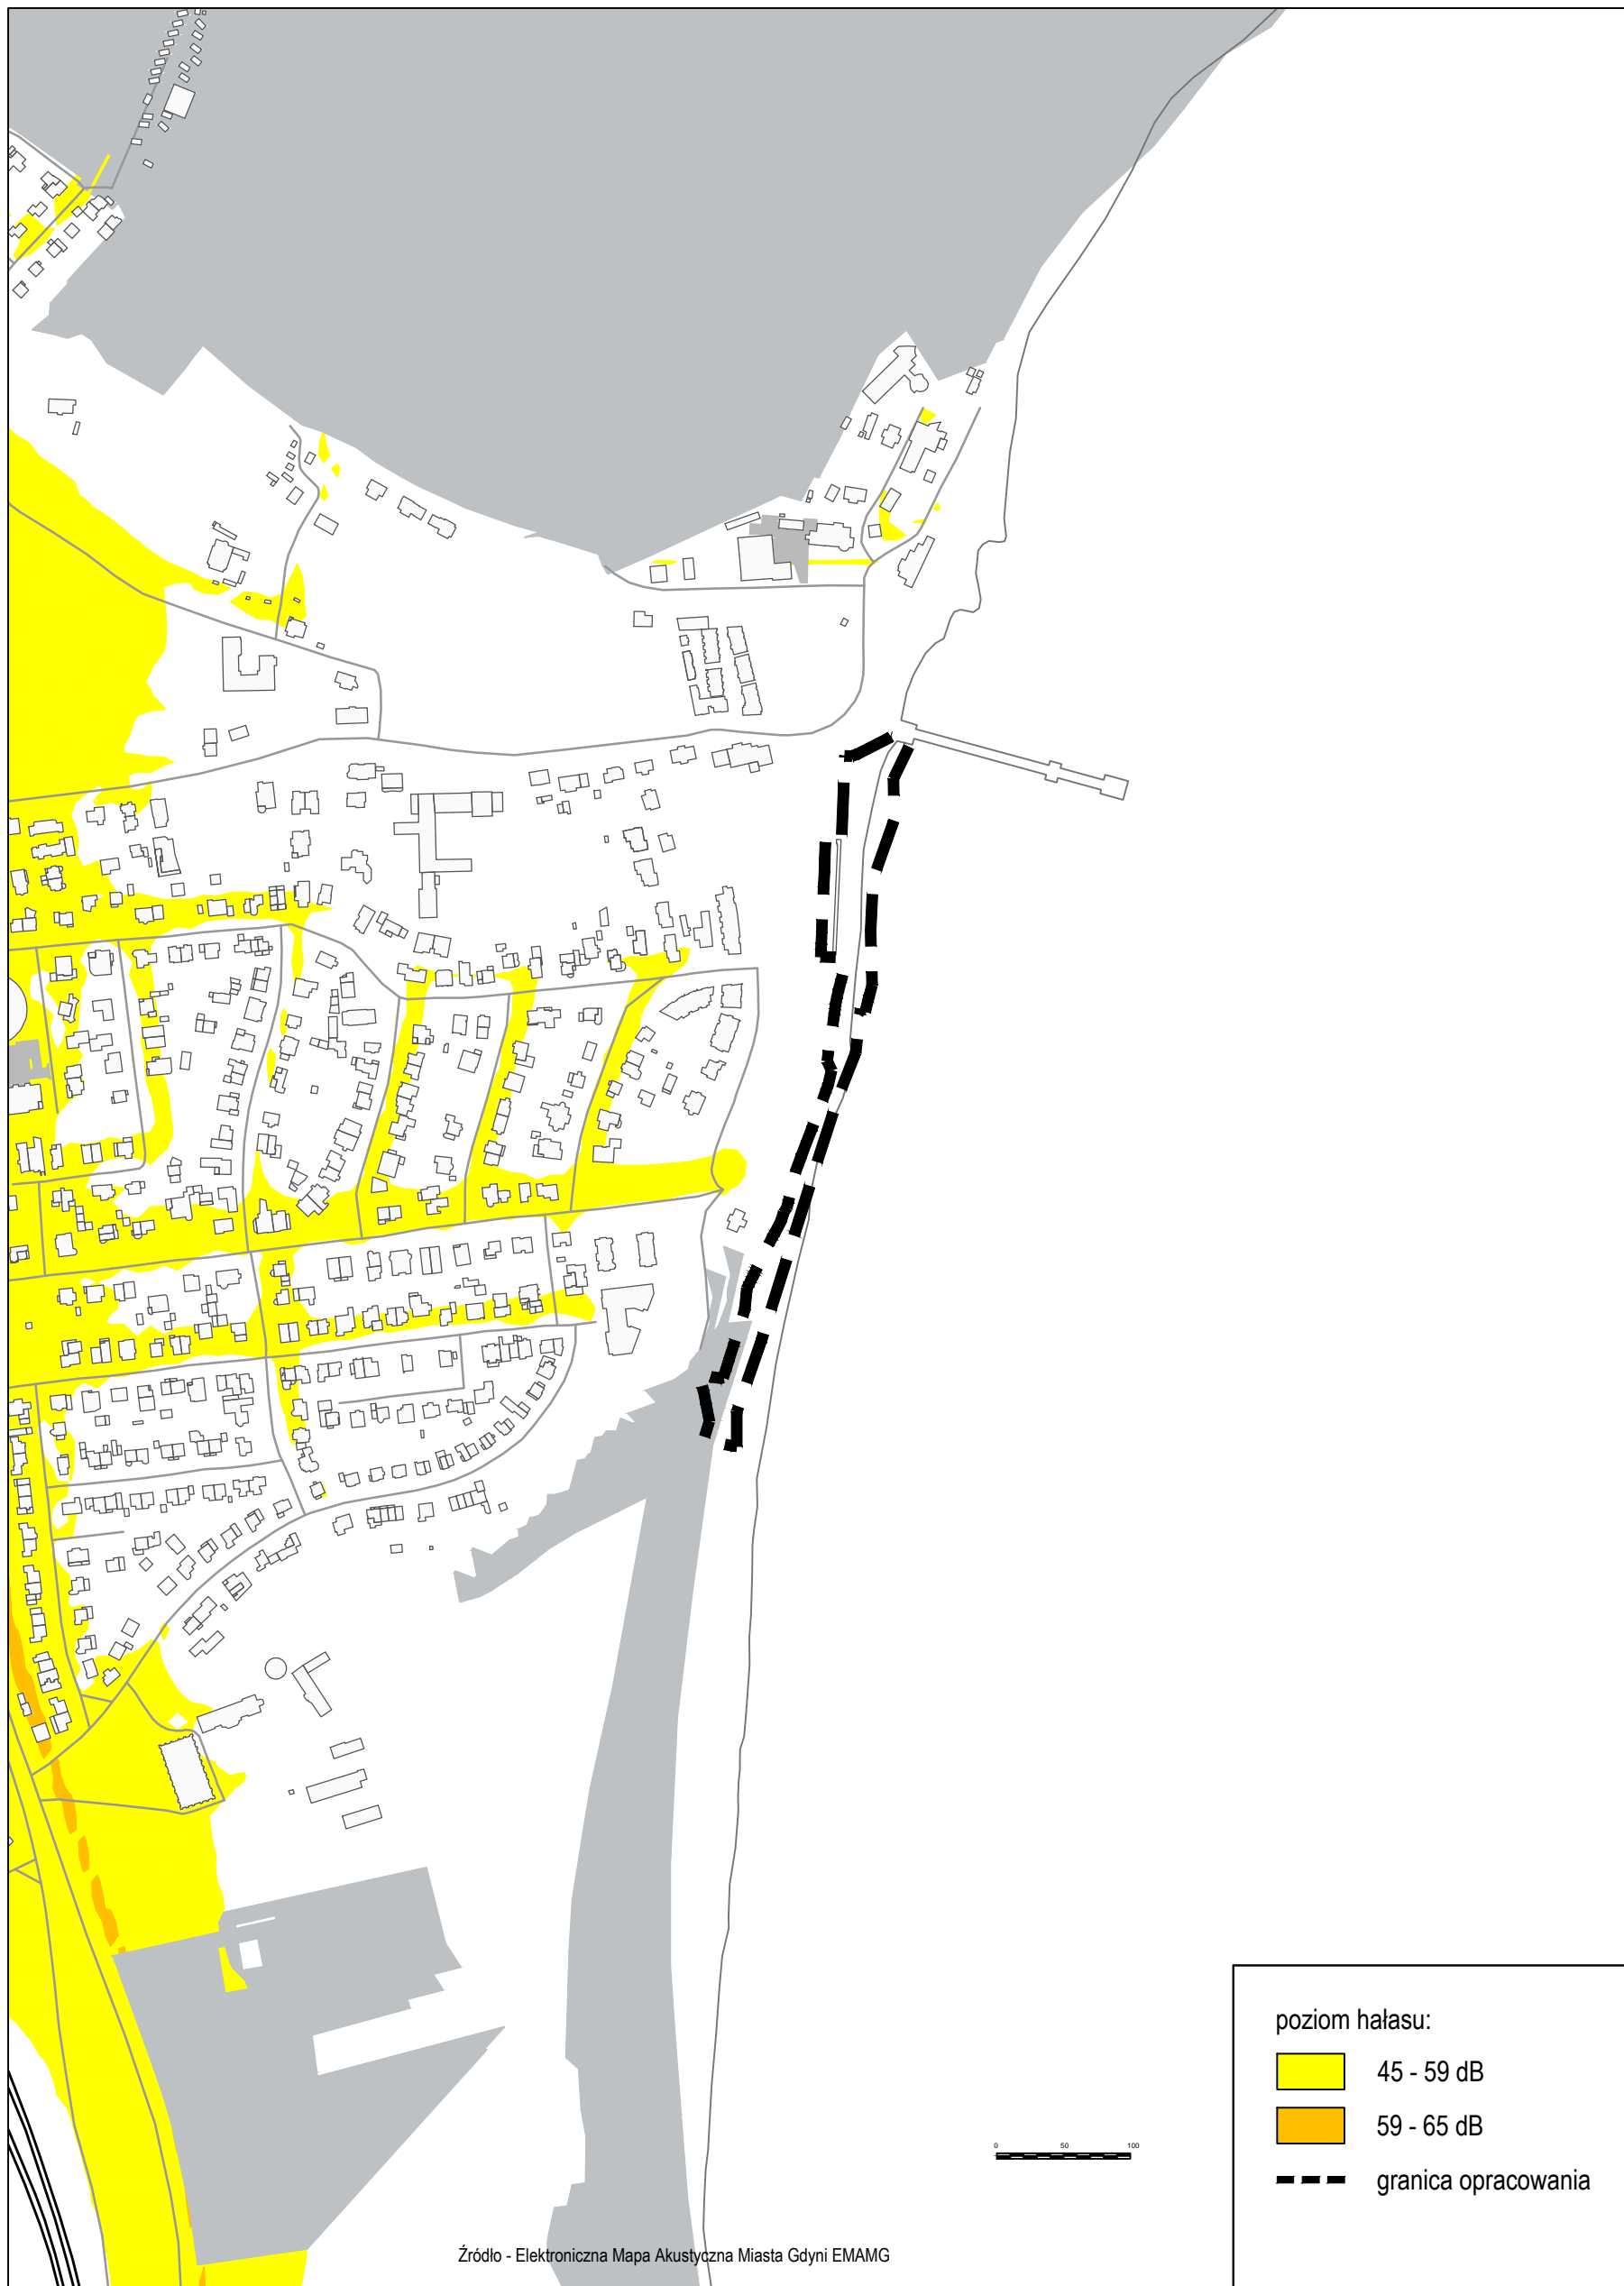 poziom hałasu:
45 - 59 dB
59 - 65 dB
granica opracowania
0 50 100
Źródło - Elektroniczna Mapa Akustyczna Miasta Gdyni EMAMG